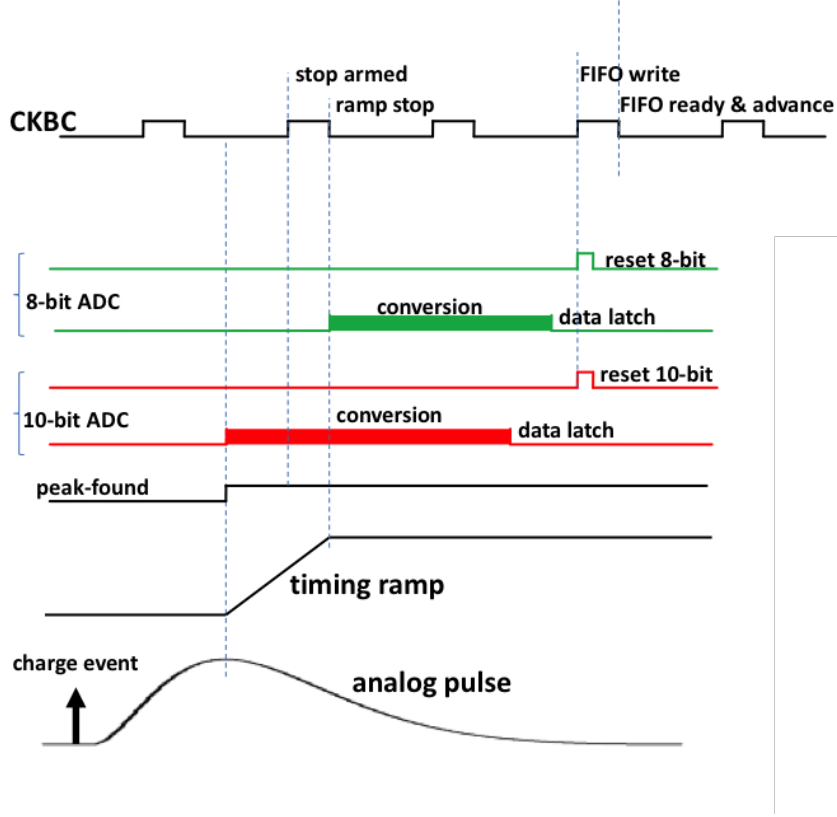 stop armed
FIFO write
ramp stop
FIFO ready & advance
CKBC
reset 8-bit
8-bit ADC
conversion
data latch
reset 10-bit
10-bit ADC
conversion
data latch
peak-found
timing ramp
charge event
analog pulse